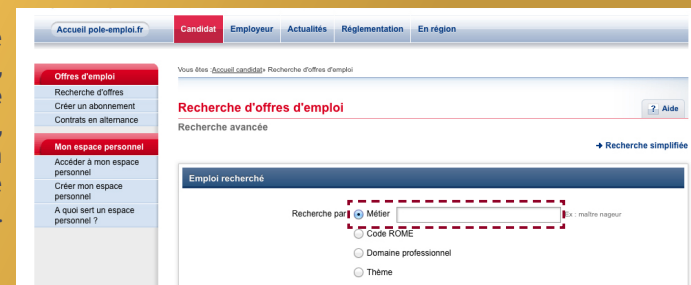 Accueil pole-emploi.fr
Candidat Employeur Actualités Réglementation En région
Vous êtes :Accueil candidat> Recherche d'offres d'emploi
Offres d'emploi
Recherche d'offres
Créer un abonnement
Contrats en alternance
Mon espace personnel
Accéder à mon espace
personnel
Créer mon espace
personnel
A quoi sert un espace
personnel ?
Recherche d'offres d'emploi
? Aide
Recherche avancée
Recherche simplifiée
Emploi recherché
Recherche par Métier Ex : maître nageur
Code ROME
Domaine professionnel
Thème